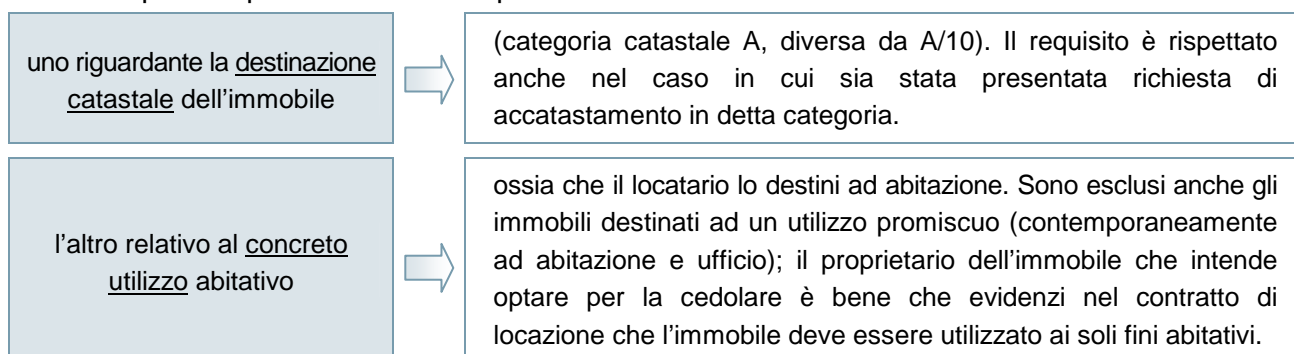 uno riguardante la destinazione
catastale dell’immobile
(categoria catastale A, diversa da A/10). Il requisito è rispettato
anche nel caso in cui sia stata presentata richiesta di
accatastamento in detta categoria.
l’altro relativo al concreto
utilizzo abitativo
ossia che il locatario lo destini ad abitazione. Sono esclusi anche gli
immobili destinati ad un utilizzo promiscuo (contemporaneamente
ad abitazione e ufficio); il proprietario dell’immobile che intende
optare per la cedolare è bene che evidenzi nel contratto di
locazione che l’immobile deve essere utilizzato ai soli fini abitativi.